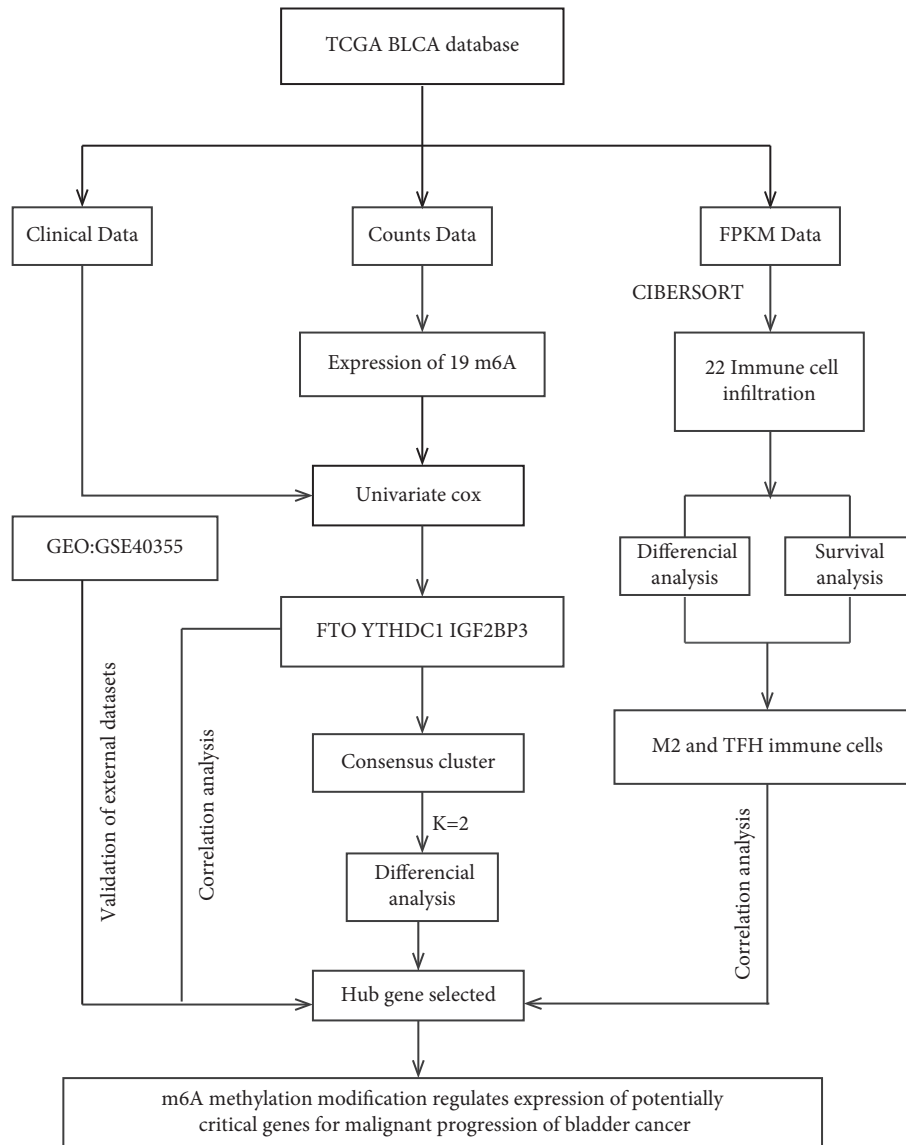 TCGA BLCA database
Clinical Data
Counts Data
FPKM Data
CIBERSORT
Expression of 19 m6A
22 Immune cell
infiltration
Univariate cox
GEO:GSE40355
Differencial
analysis
Survival
analysis
FTO YTHDC1 IGF2BP3
M2 and TFH immune cells
Consensus cluster
Validation of external datasets
Correlation analysis
K=2
Correlation analysis
Differencial
analysis
Hub gene selected
m6A methylation modification regulates expression of potentially
critical genes for malignant progression of bladder cancer